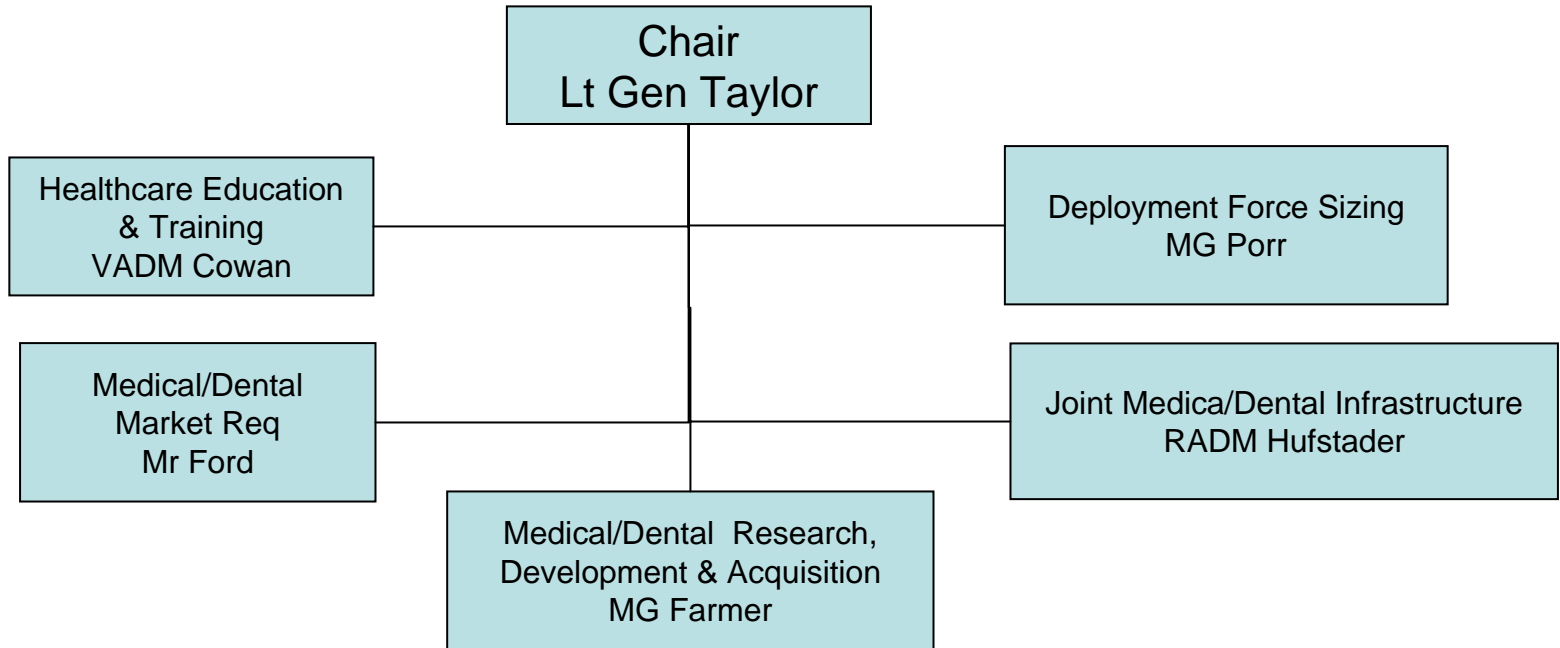 Chair
Lt Gen Taylor
Healthcare Education
& Training
VADM Cowan
Deployment Force Sizing
MG Porr
Medical/Dental
Market Req
Mr Ford
Joint Medica/Dental Infrastructure
RADM Hufstader
Medical/Dental Research,
Development & Acquisition
MG Farmer